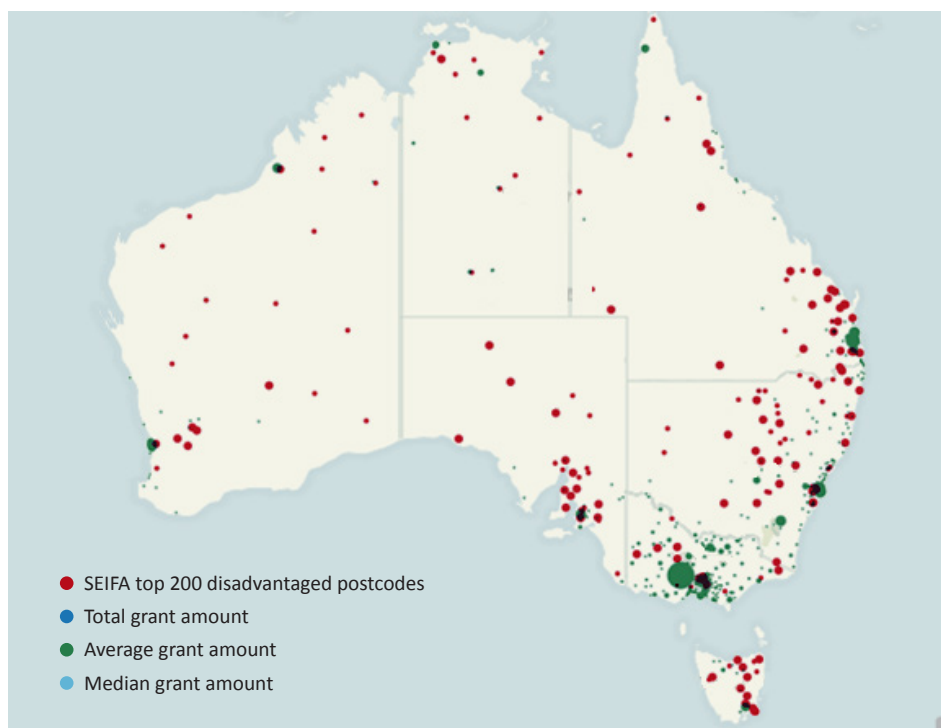 SEIFA top 200 disadvantaged postcodes
Total grant amount
Average grant amount
Median grant amount